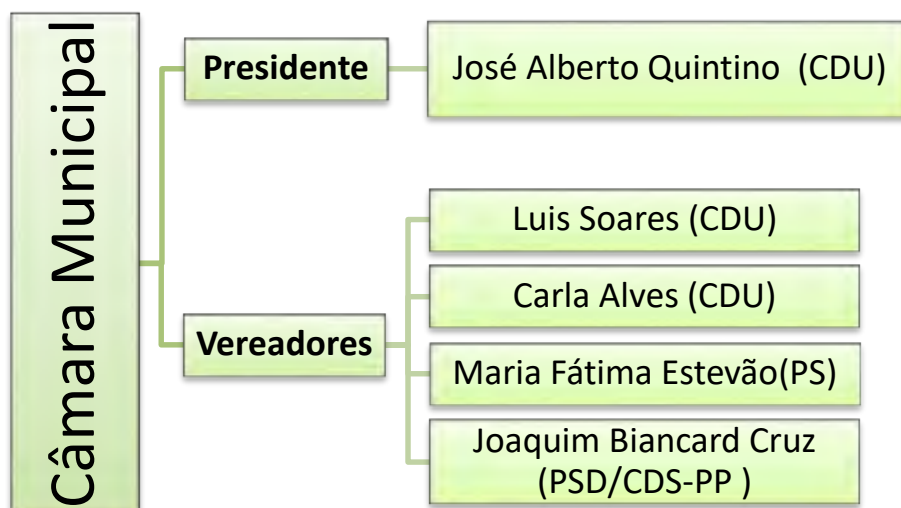 Câmara Municipal
Presidente
José Alberto Quintino (CDU)
Vereadores
Luis Soares (CDU)
Carla Alves (CDU)
Maria Fátima Estevão(PS)
Joaquim Biancard Cruz
(PSD/CDS-PP )